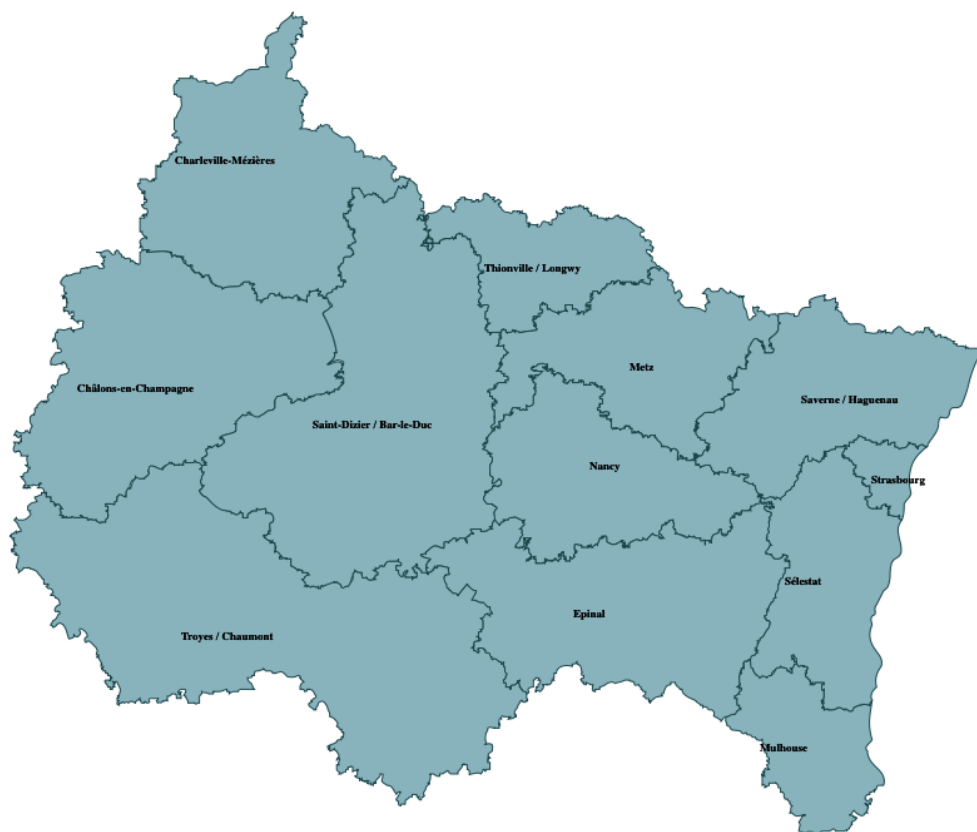 Charleville-Mézières
Thionville / Longwy
Metz
Châlons-en-Champagne
Saverne / Haguenau
Saint-Dizier / Bar-le-Duc
Nancy
Strasbourg
Sélestat
Epinal
Troyes / Chaumont
Mulhouse